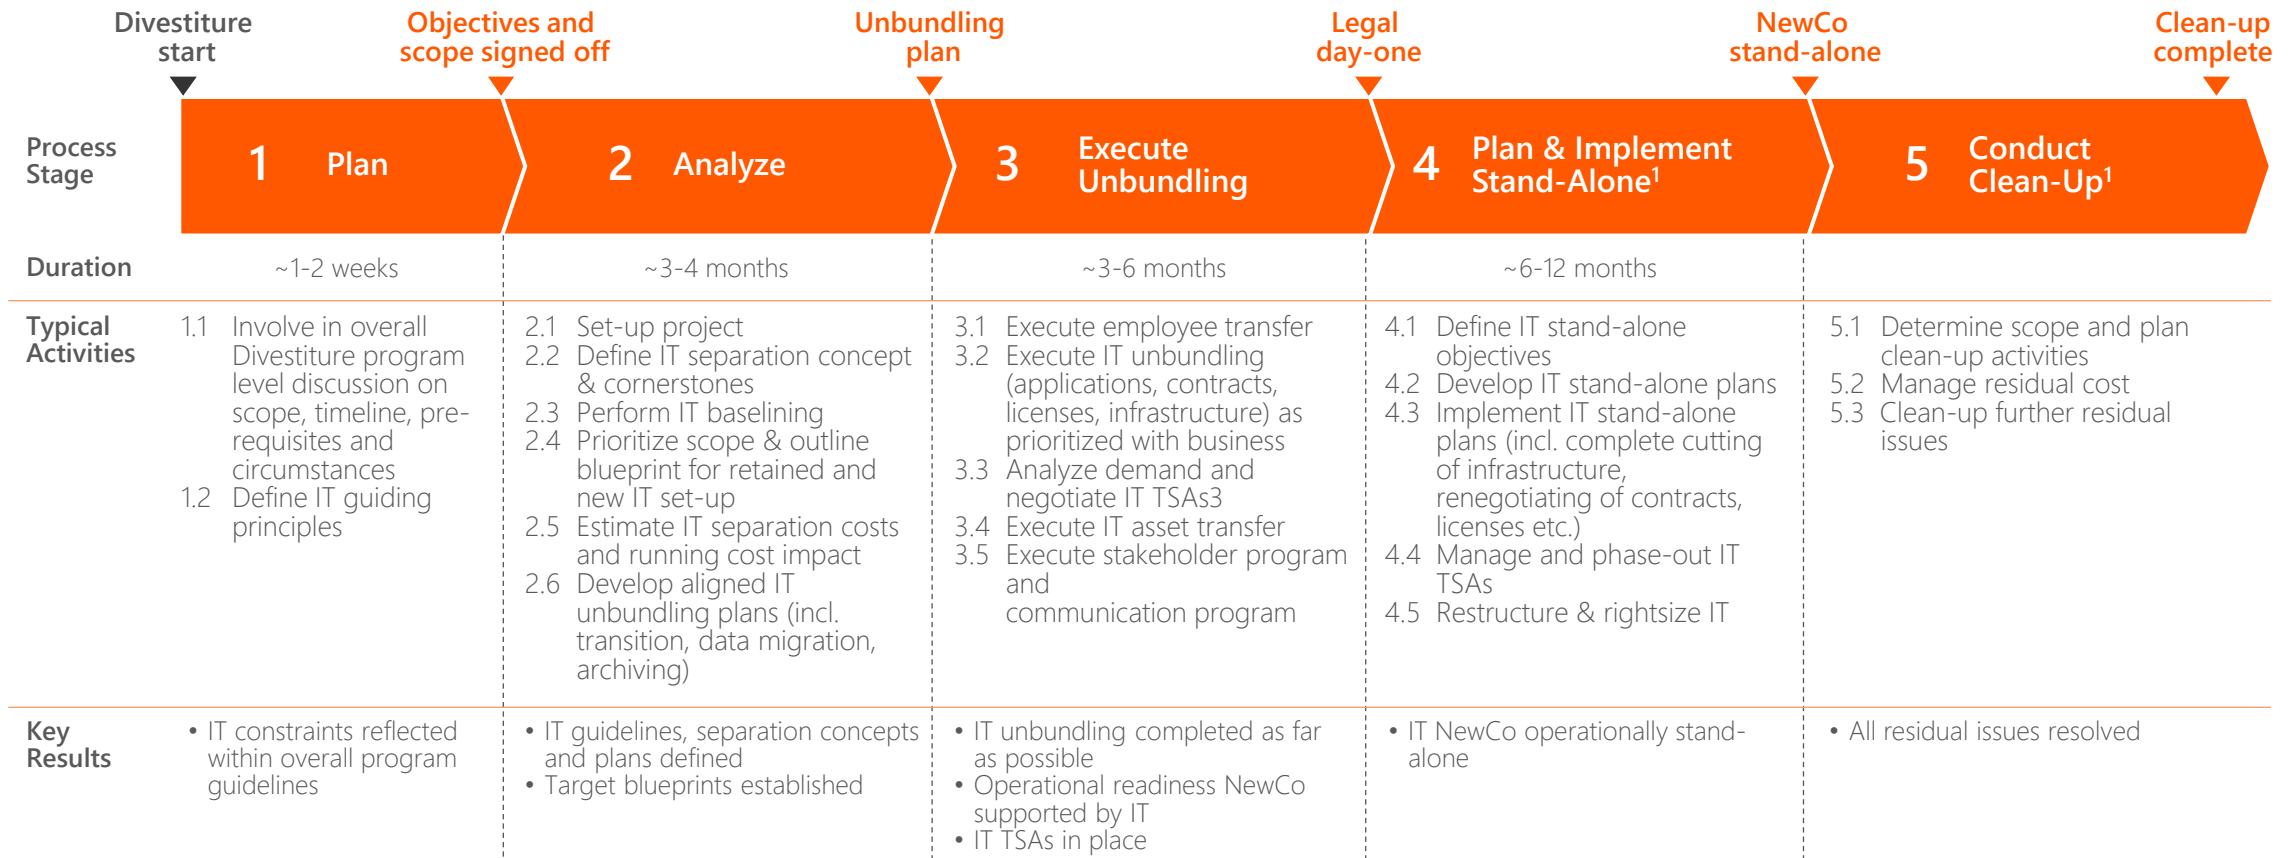 Divestiture
start
Objectives and
scope signed off
Unbundling
plan
Legal
day-one
NewCo
stand-alone
Clean-up
complete
Process
Stage
1 Plan
2 Analyze
3 Execute
Unbundling
4 Plan & Implement
Stand-Alone¹
5 Conduct
Clean-Up¹
Duration
~1-2 weeks
~3-4 months
~3-6 months
~6-12 months
Typical
Activities
1.1 Involve in overall
Divestiture program
level discussion on
scope, timeline, pre-
requisites and
circumstances
1.2 Define IT guiding
principles
2.1 Set-up project
2.2 Define IT separation concept
& cornerstones
2.3 Perform IT baselining
2.4 Prioritize scope & outline
blueprint for retained and
new IT set-up
2.5 Estimate IT separation costs
and running cost impact
2.6 Develop aligned IT
unbundling plans (incl.
transition, data migration,
archiving)
3.1 Execute employee transfer
3.2 Execute IT unbundling
(applications, contracts,
licenses, infrastructure) as
prioritized with business
3.3 Analyze demand and
negotiate IT TSAs3
3.4 Execute IT asset transfer
3.5 Execute stakeholder program
and
communication program
4.1 Define IT stand-alone
objectives
4.2 Develop IT stand-alone plans
4.3 Implement IT stand-alone
plans (incl. complete cutting
of infrastructure,
renegotiating of contracts,
licenses etc.)
4.4 Manage and phase-out IT
TSAs
4.5 Restructure & rightsize IT
5.1 Determine scope and plan
clean-up activities
5.2 Manage residual cost
5.3 Clean-up further residual
issues
Key
Results
• IT constraints reflected
within overall program
guidelines
• IT guidelines, separation concepts
and plans defined
• Target blueprints established
• IT unbundling completed as far
as possible
• Operational readiness NewCo
supported by IT
• IT TSAs in place
• IT NewCo operationally stand-
alone
• All residual issues resolved